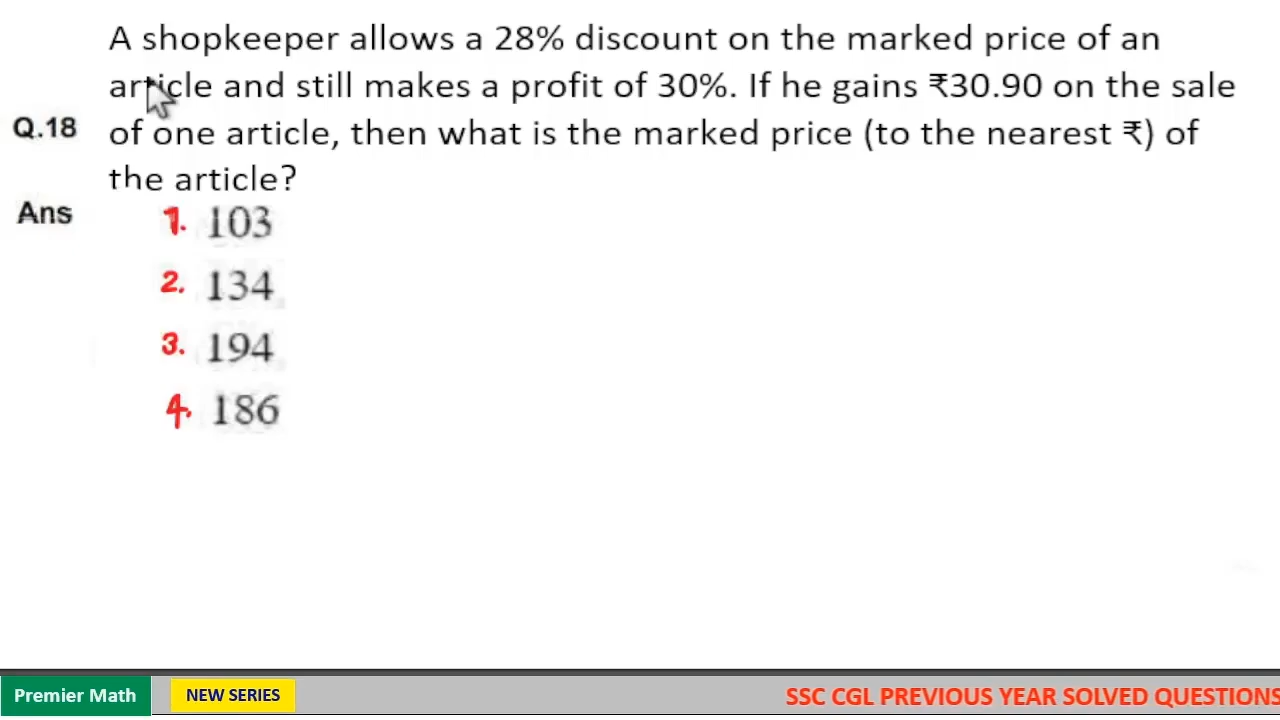 A shopkeeper allows a 28% discount on the marked price of an
article and still makes a profit of 30%. If he gains ₹30.90 on the sale
Q.18 of one article, then what is the marked price (to the nearest ₹) of
the article?
Ans
1. 103
2. 134
3. 194
4. 186
Premier Math NEW SERIES SSC CGL PREVIOUS YEAR SOLVED QUESTIONS